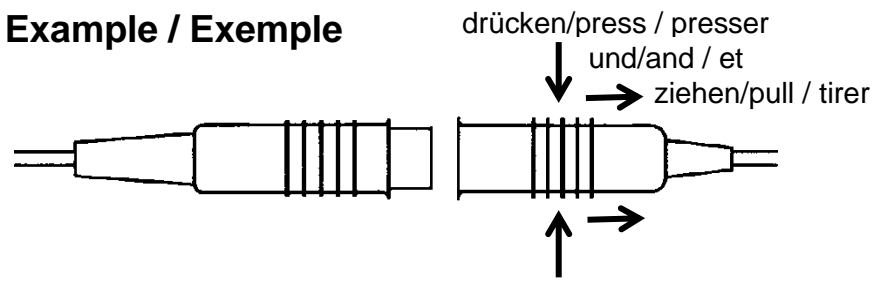 Example / Exemple
drücken/press / presser
und/and / et
ziehen/pull / tirer